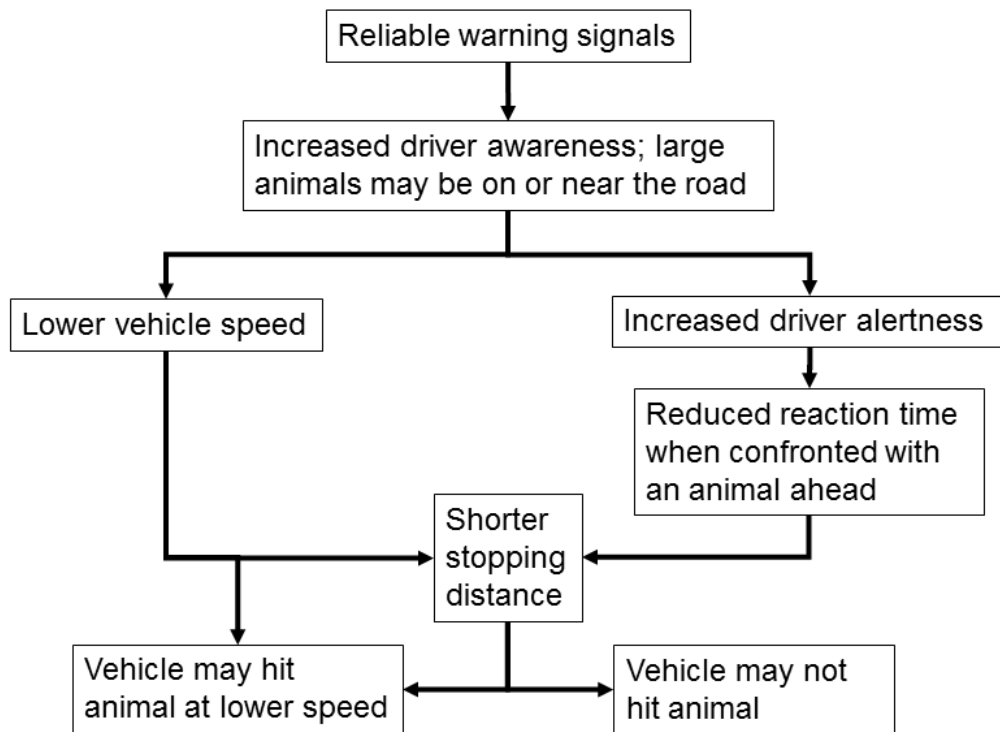 Reliable warning signals
Increased driver awareness; large
animals may be on or near the road
Lower vehicle speed
Increased driver alertness
Reduced reaction time
when confronted with
an animal ahead
Shorter
stopping
distance
Vehicle may hit
animal at lower speed
Vehicle may not
hit animal